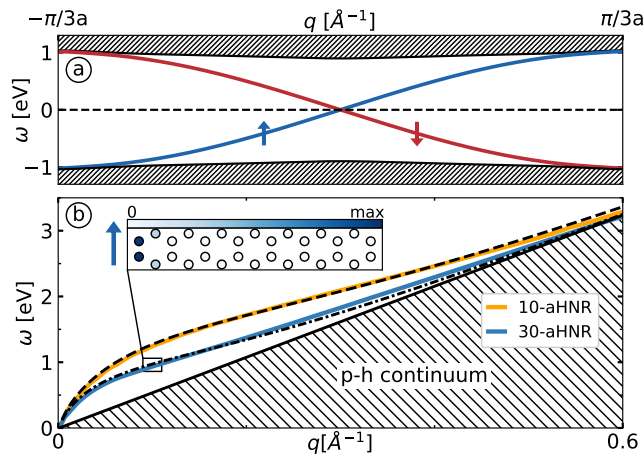 −π/3a q [Å⁻¹] π/3a
1
0
−1
ω [eV]
a
b
0 max
3
2
1
0
ω [eV]
10-aHNR
30-aHNR
p-h continuum
0 q[Å⁻¹] 0.6